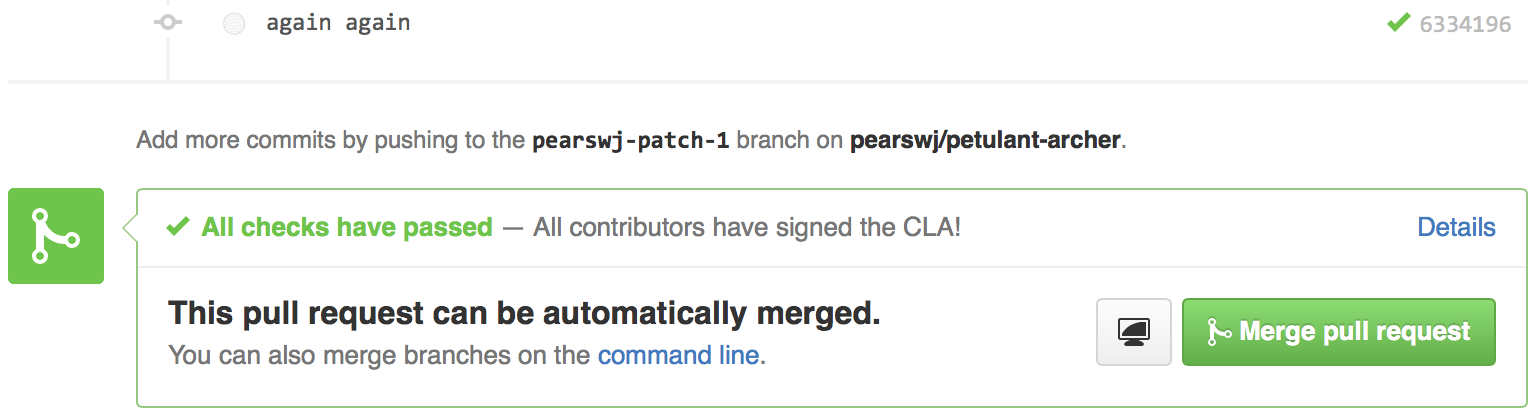 again again 6334196
Add more commits by pushing to the pearswj-patch-1 branch on pearswj/petulant-archer.
All checks have passed — All contributors have signed the CLA! Details
This pull request can be automatically merged.
You can also merge branches on the command line.
Merge pull request